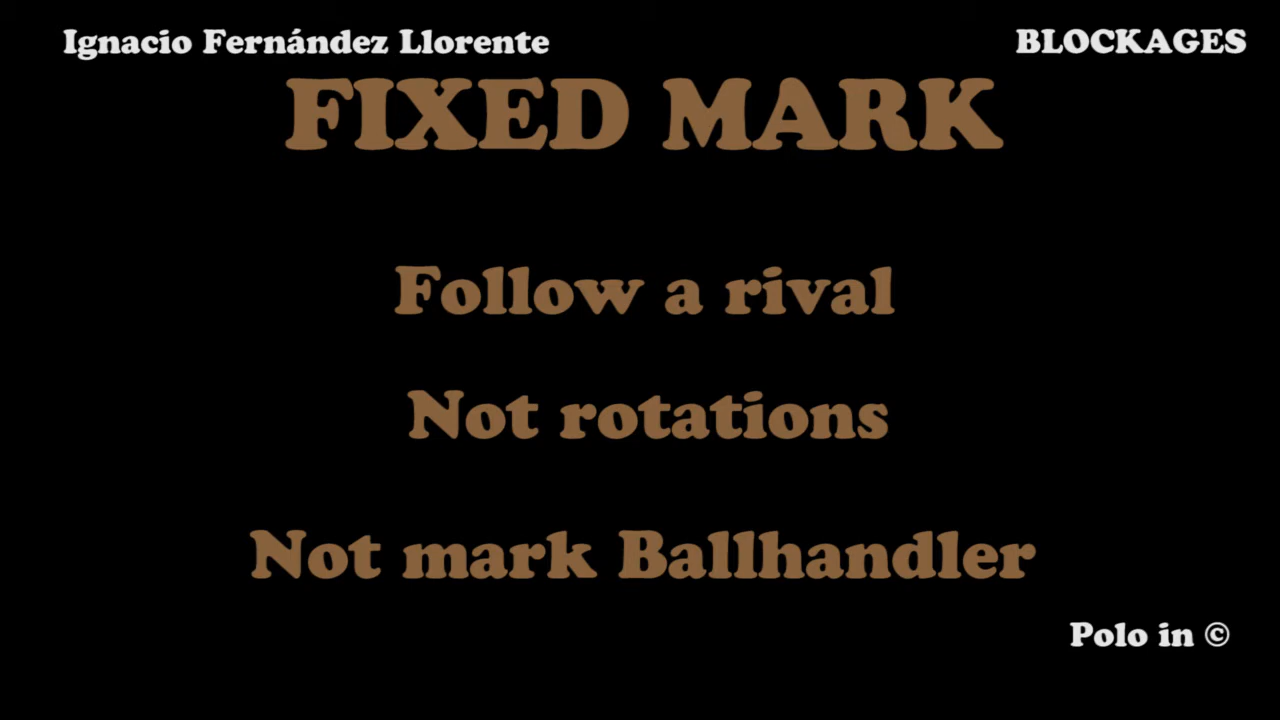 Ignacio Fernández Llorente
BLOCKAGES
FIXED MARK
Follow a rival
Not rotations
Not mark Ballhandler
Polo in ©